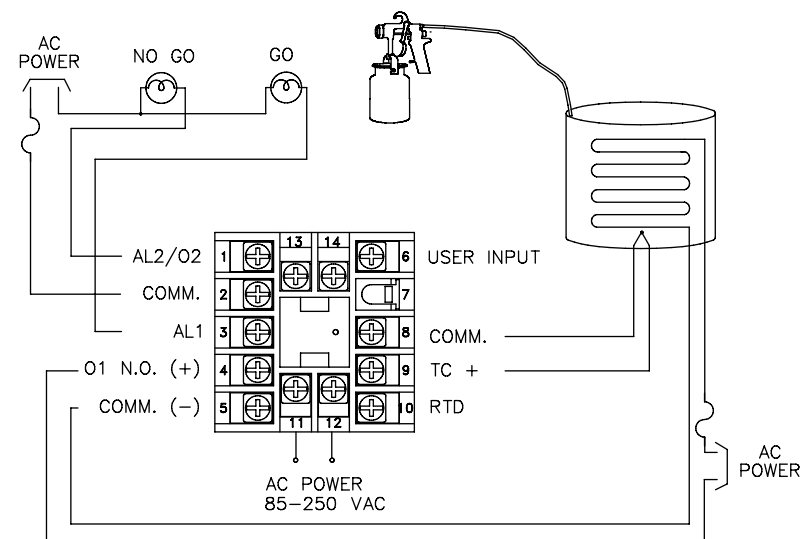 AC
POWER
NO GO
GO
AL2/O2
COMM.
AL1
O1 N.O. (+)
COMM. (-)
1
2
3
4
5
13
14
11
12
6
7
8
9
10
USER INPUT
COMM.
TC +
RTD
AC POWER
85-250 VAC
AC
POWER